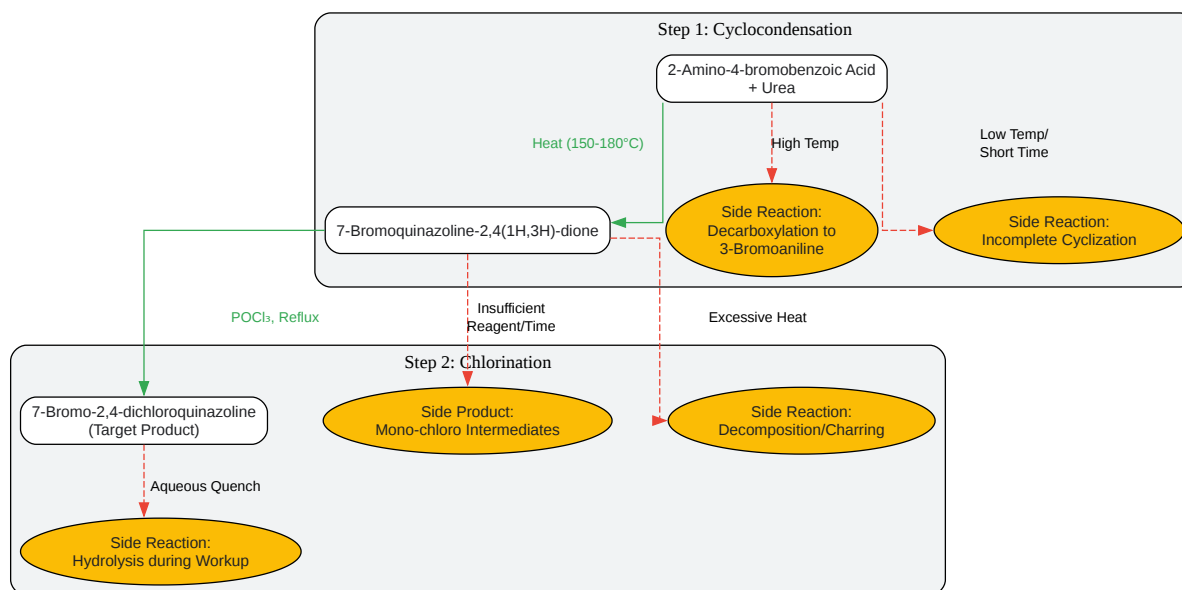 Step 1: Cyclocondensation
2-Amino-4-bromobenzoic Acid
+ Urea
Heat (150-180°C)
High Temp
Low Temp/
Short Time
7-Bromoquinazoline-2,4(1H,3H)-dione
Side Reaction:
Decarboxylation to
3-Bromoaniline
Side Reaction:
Incomplete Cyclization
POCl₃, Reflux
Insufficient
Reagent/Time
Excessive Heat
Step 2: Chlorination
7-Bromo-2,4-dichloroquinazoline
(Target Product)
Side Product:
Mono-chloro Intermediates
Side Reaction:
Decomposition/Charring
Aqueous Quench
Side Reaction:
Hydrolysis during Workup